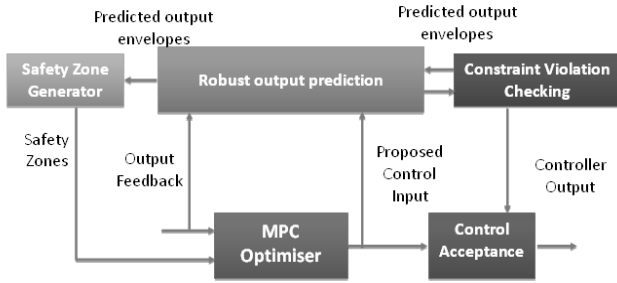 Predicted output
envelopes
Predicted output
envelopes
Safety Zone
Generator
Robust output prediction
Constraint Violation
Checking
Safety
Zones
Output
Feedback
Proposed
Control
Input
Controller
Output
MPC
Optimiser
Control
Acceptance